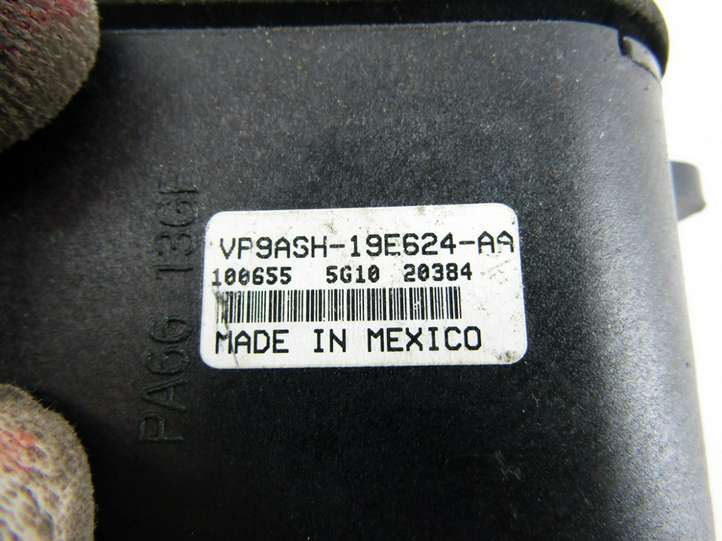 VP9ASH-19E624-AA
100655 5G10 20384
MADE IN MEXICO
PA66 13GF